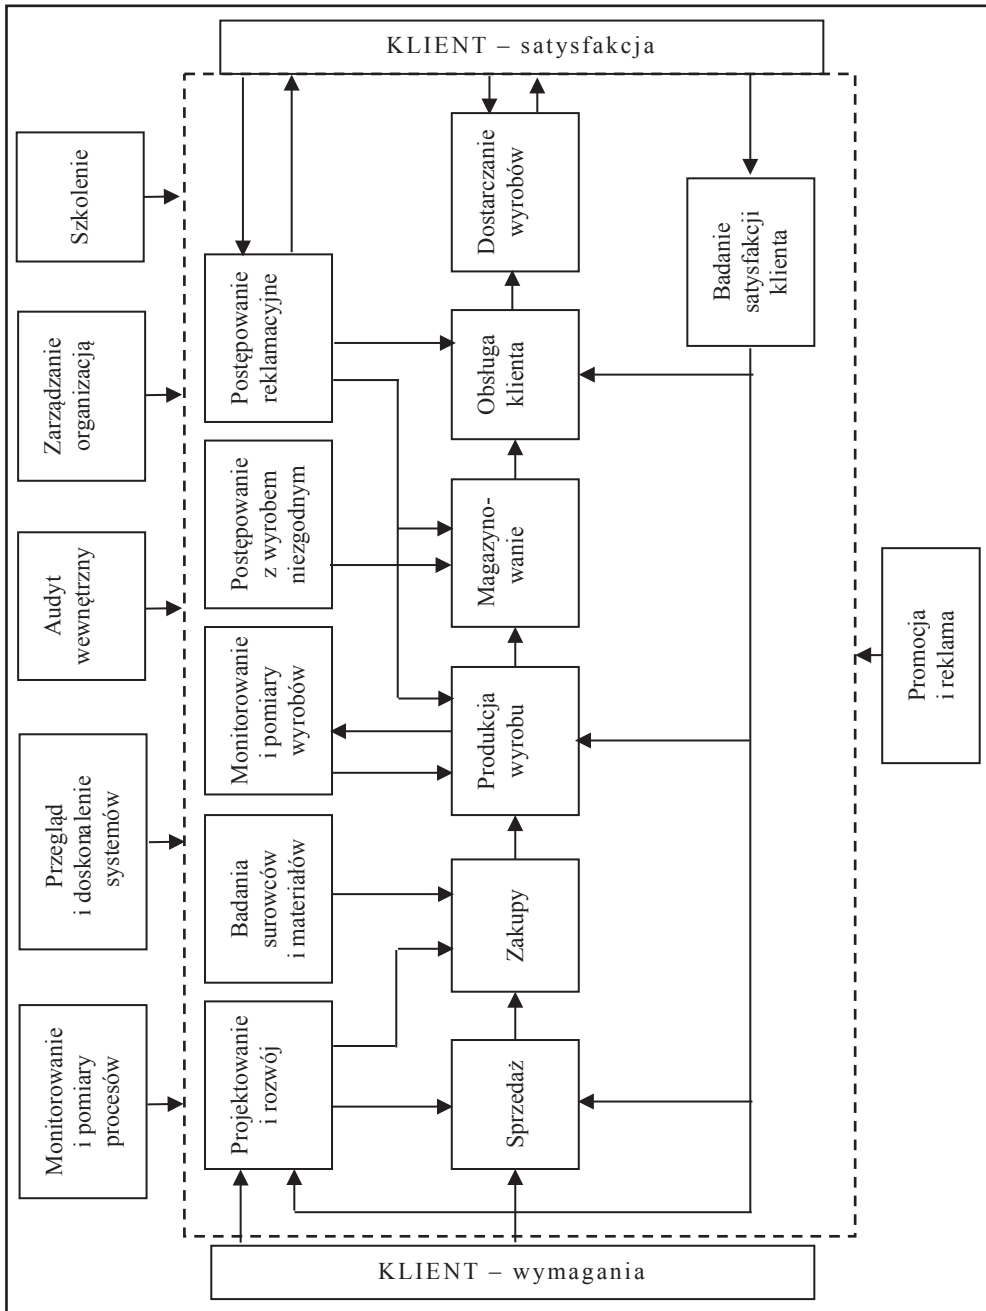 KLIENT – satysfakcja
Szkolenie
Zarządzanie
organizacją
Audyt
wewnętrzny
Przegląd
i doskonalenie
systemów
Monitorowanie
i pomiary
procesów
Postępowanie
reklamacyjne
Postępowanie
z wyrobem
niezgodnym
Monitorowanie
i pomiary
wyrobów
Badania
surowców
i materiałów
Projektowanie
i rozwój
Dostarczanie
wyrobów
Obsługa
klienta
Magazyno-
wanie
Produkcja
wyrobu
Zakupy
Sprzedaż
Badanie
satysfakcji
klienta
Promocja
i reklama
KLIENT – wymagania